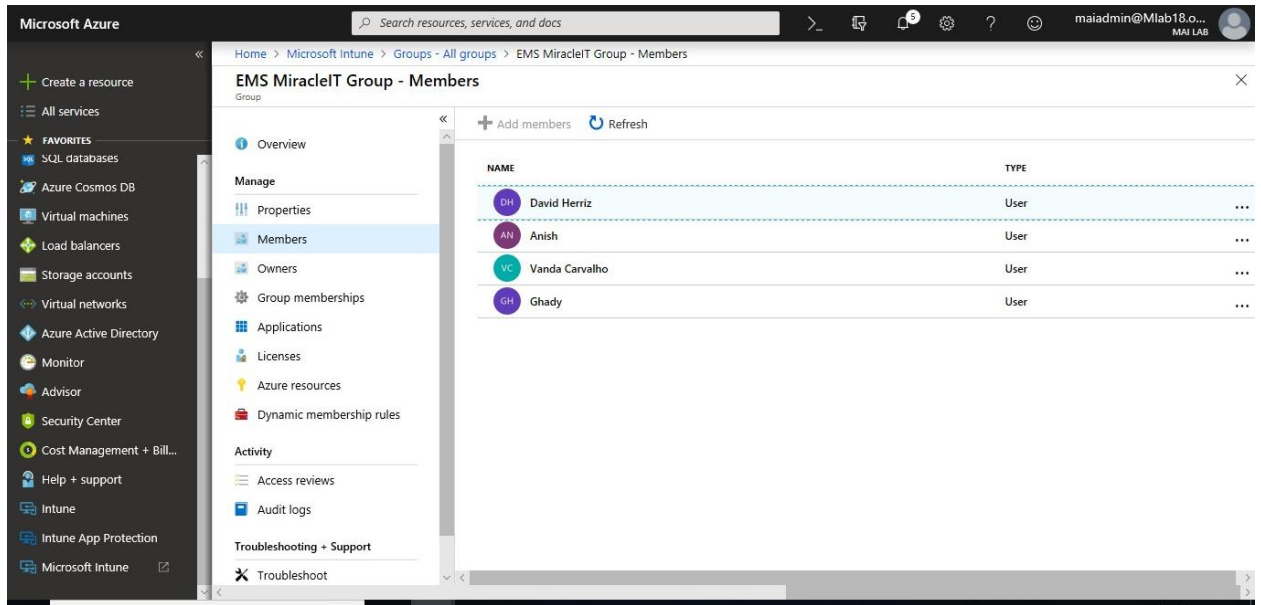 Microsoft Azure
Search resources, services, and docs
5
maiadmin@Mlab18.o...
MAI LAB
Home > Microsoft Intune > Groups - All groups > EMS MiracleIT Group - Members
EMS MiracleIT Group - Members
Group
Create a resource
All services
FAVORITES
SQL databases
Azure Cosmos DB
Virtual machines
Load balancers
Storage accounts
Virtual networks
Azure Active Directory
Monitor
Advisor
Security Center
Cost Management + Bill...
Help + support
Intune
Intune App Protection
Microsoft Intune
Overview
Manage
Properties
Members
Owners
Group memberships
Applications
Licenses
Azure resources
Dynamic membership rules
Activity
Access reviews
Audit logs
Troubleshooting + Support
Troubleshoot
Add members Refresh
NAME TYPE
DH David Herriz User ...
AN Anish User ...
VC Vanda Carvalho User ...
GH Ghady User ...